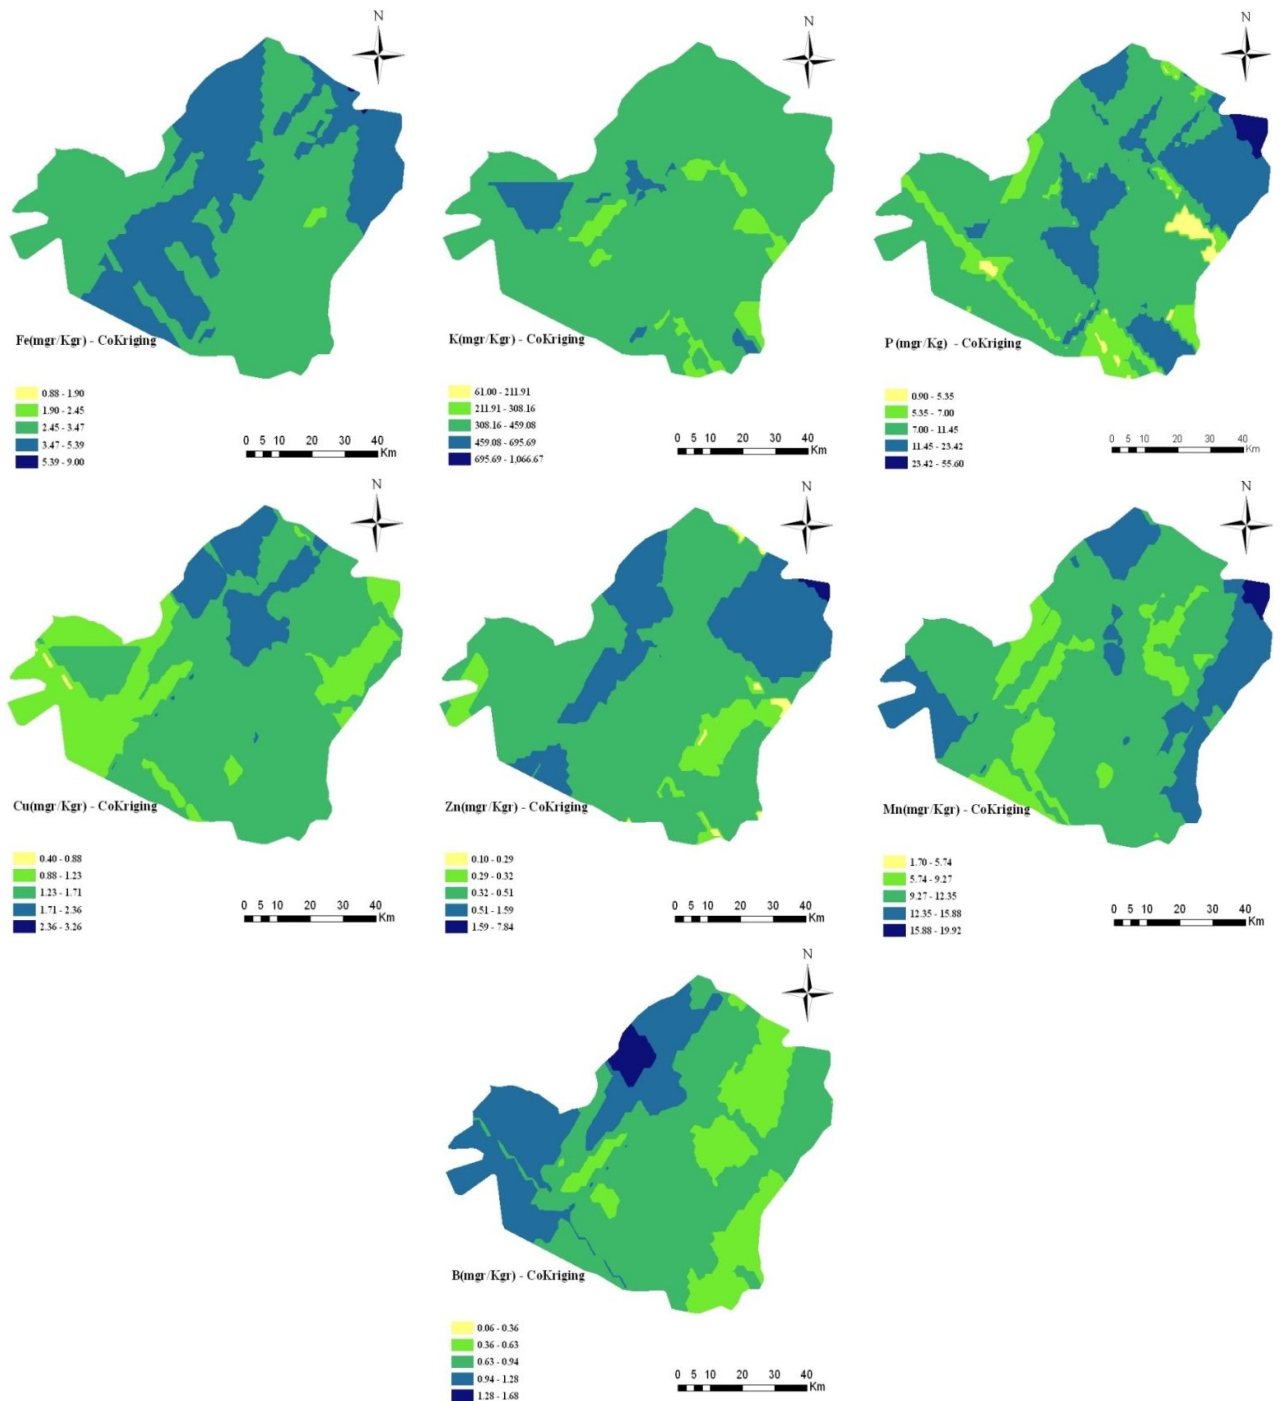 N
Fe(mgr/Kgr) - CoKriging
0.88 - 1.90
1.90 - 2.45
2.45 - 3.47
3.47 - 5.39
5.39 - 9.00
0 5 10 20 30 40
Km
N
K(mgr/Kgr) - CoKriging
61.00 - 211.91
211.91 - 308.16
308.16 - 459.08
459.08 - 695.69
695.69 - 1,066.67
0 5 10 20 30 40
Km
N
P (mgr/Kg) - CoKriging
0.90 - 5.35
5.35 - 7.00
7.00 - 11.45
11.45 - 23.42
23.42 - 55.60
0 5 10 20 30 40
Km
N
Cu(mgr/Kgr) - CoKriging
0.40 - 0.88
0.88 - 1.23
1.23 - 1.71
1.71 - 2.36
2.36 - 3.26
0 5 10 20 30 40
Km
N
Zn(mgr/Kgr) - CoKriging
0.10 - 0.29
0.29 - 0.32
0.32 - 0.51
0.51 - 1.59
1.59 - 7.84
0 5 10 20 30 40
Km
N
Mn(mgr/Kgr) - CoKriging
1.70 - 5.74
5.74 - 9.27
9.27 - 12.35
12.35 - 15.88
15.88 - 19.92
0 5 10 20 30 40
Km
N
B(mgr/Kgr) - CoKriging
0.06 - 0.36
0.36 - 0.63
0.63 - 0.94
0.94 - 1.28
1.28 - 1.68
0 5 10 20 30 40
Km